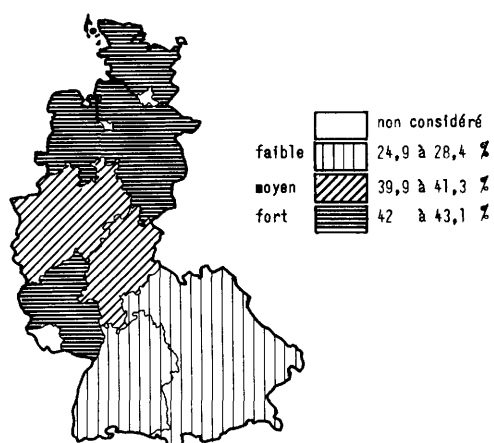 non considéré
faible 24,9 à 28,4 %
moyen 39,9 à 41,3 %
fort 42 à 43,1 %